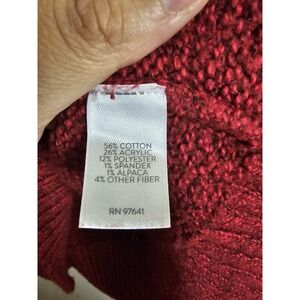 56% COTTON
26% ACRYLIC
12% POLYESTER
1% SPANDEX
1% ALPACA
4% OTHER FIBER
RN 97641